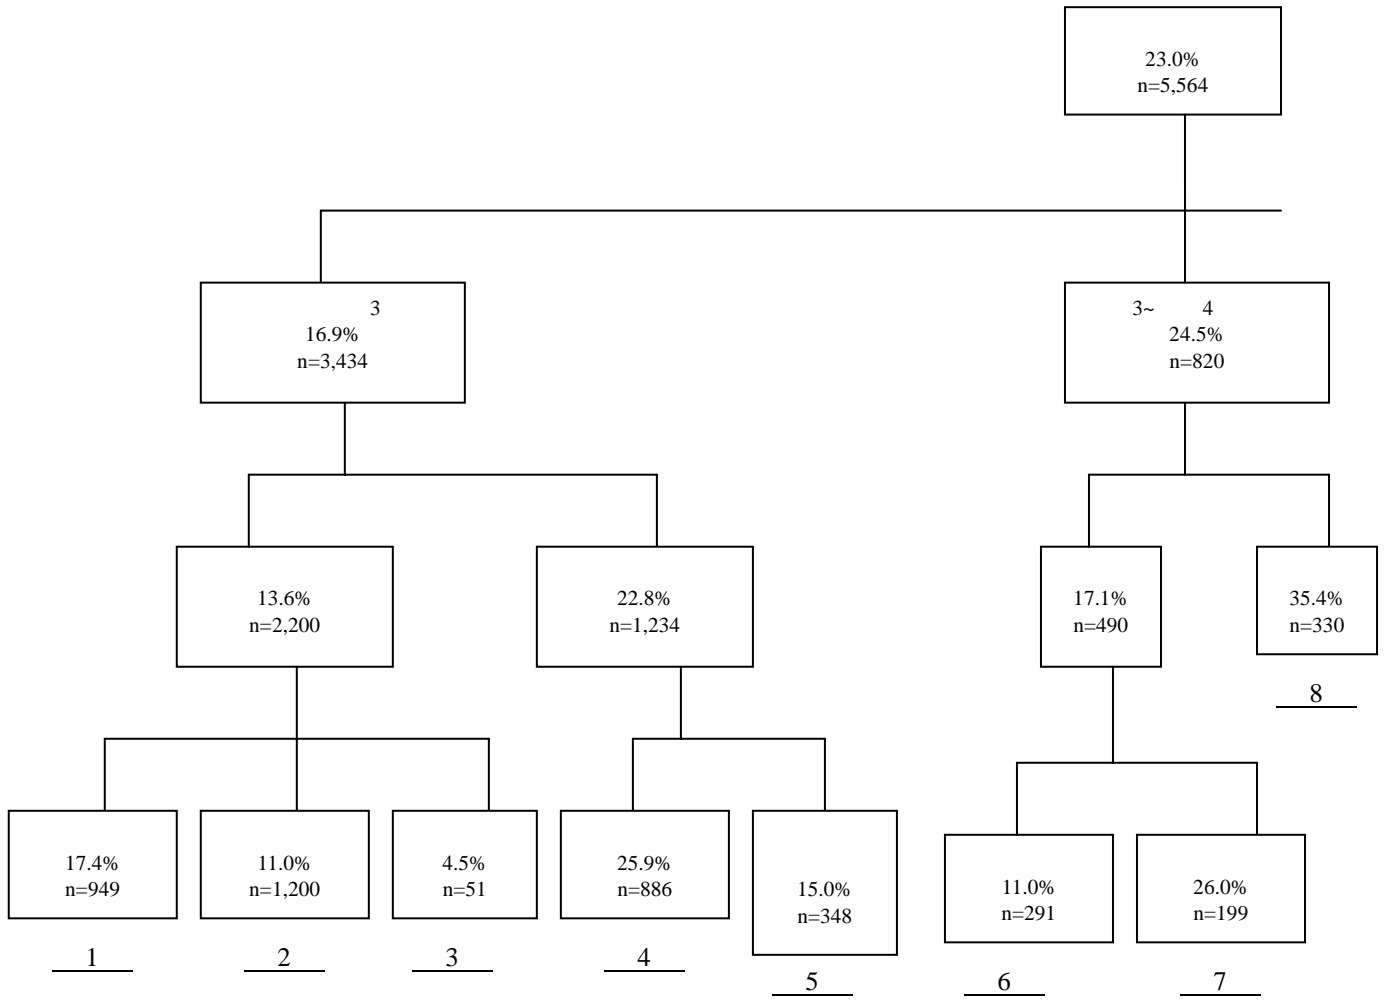 23.0%
n=5,564
3
16.9%
n=3,434
3~ 4
24.5%
n=820
13.6%
n=2,200
22.8%
n=1,234
17.1%
n=490
35.4%
n=330
8
17.4%
n=949
11.0%
n=1,200
4.5%
n=51
25.9%
n=886
15.0%
n=348
11.0%
n=291
26.0%
n=199
1
2
3
4
5
6
7